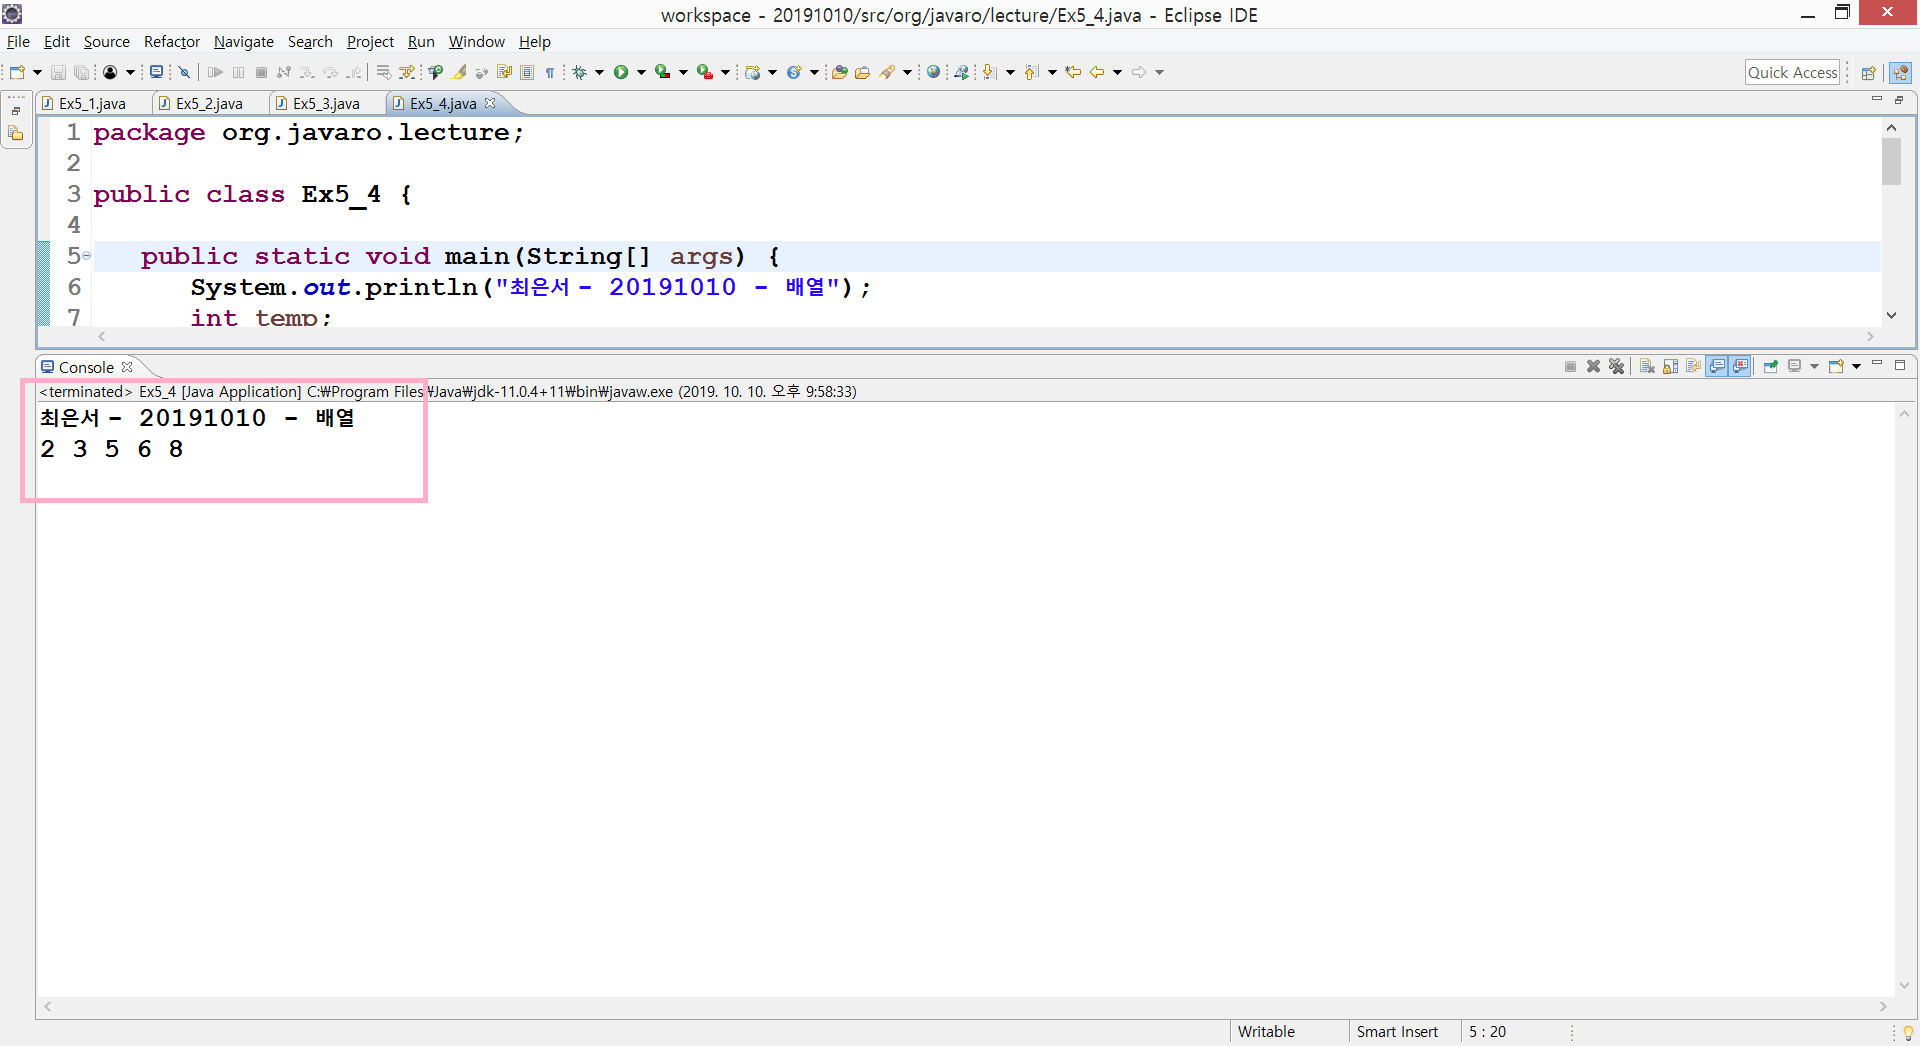 workspace - 20191010/src/org/javaro/lecture/Ex5_4.java - Eclipse IDE
File Edit Source Refactor Navigate Search Project Run Window Help
Quick Access
Ex5_1.java Ex5_2.java Ex5_3.java Ex5_4.java
1 package org.javaro.lecture;
2
3 public class Ex5_4 {
4
5 public static void main(String[] args) {
6 System.out.println("최은서 - 20191010 - 배열");
7 int temp;
Console
<terminated> Ex5_4 [Java Application] C:₩Program Files₩Java₩jdk-11.0.4+11₩bin₩javaw.exe (2019. 10. 10. 오후 9:58:33)
최은서 - 20191010 - 배열
2 3 5 6 8
Writable Smart Insert 5 : 20